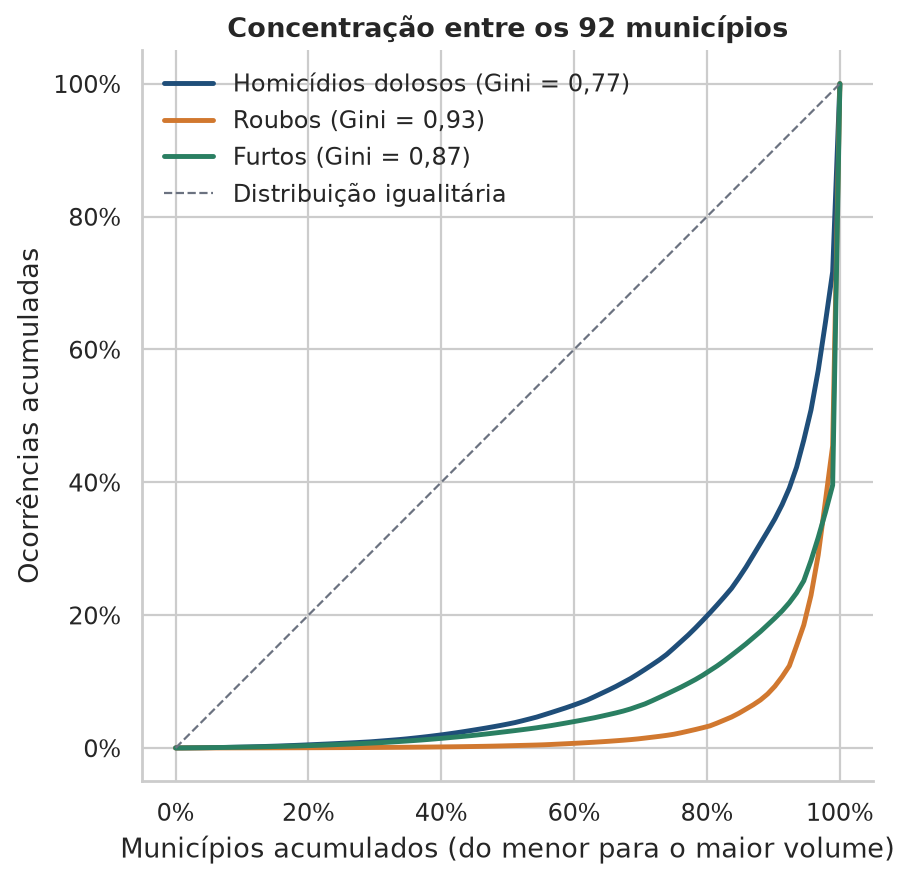 Concentração entre os 92 municípios
Homicídios dolosos (Gini = 0,77)
Roubos (Gini = 0,93)
Furtos (Gini = 0,87)
Distribuição igualitária
Ocorrências acumuladas
100%
80%
60%
40%
20%
0%
0% 20% 40% 60% 80% 100%
Municípios acumulados (do menor para o maior volume)